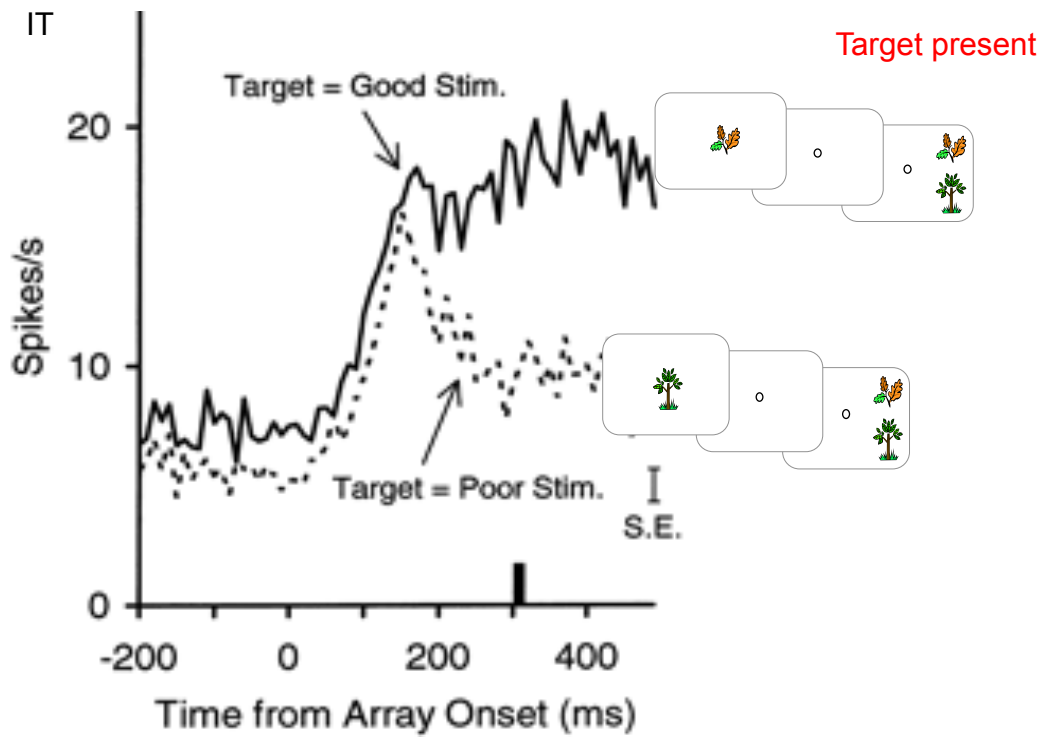 IT
Target present
Target = Good Stim.
20
Spikes/s
10
Target = Poor Stim.
S.E.
0
-200 0 200 400
Time from Array Onset (ms)